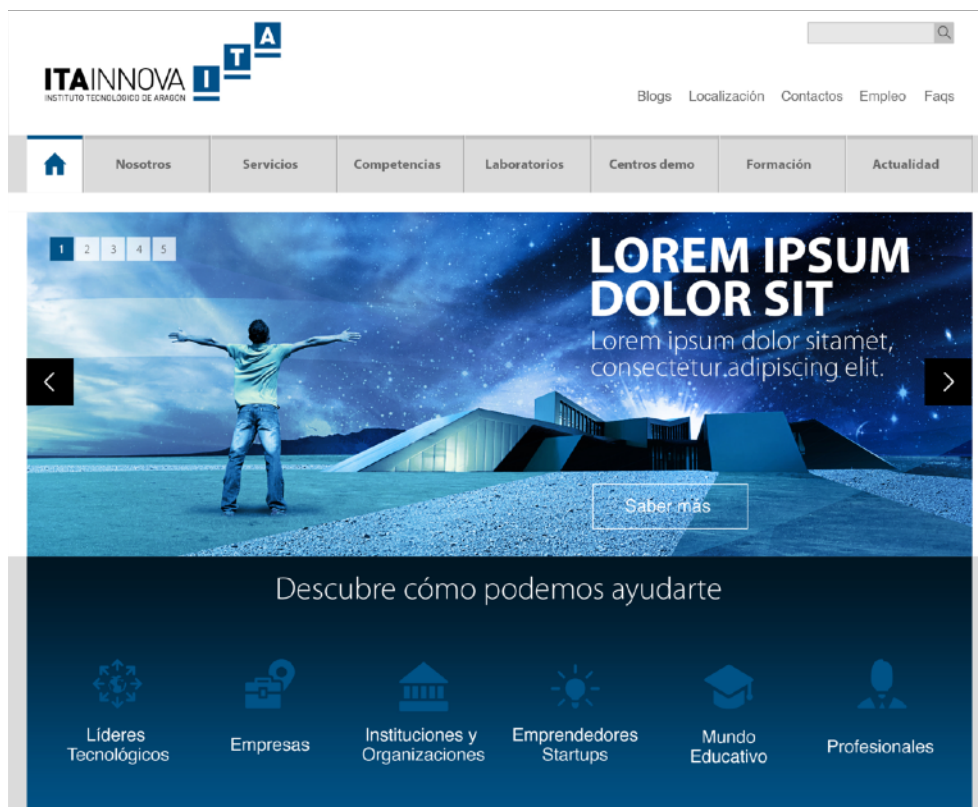 I T A
ITAINNOVA
INSTITUTO TECNOLÓGICO DE ARAGÓN
Blogs Localización Contactos Empleo Faqs
Nosotros Servicios Competencias Laboratorios Centros demo Formación Actualidad
1 2 3 4 5
LOREM IPSUM
DOLOR SIT
Lorem ipsum dolor sitamet,
consectetur adipiscing elit.
Saber más
Descubre cómo podemos ayudarte
Líderes
Tecnológicos
Empresas
Instituciones y
Organizaciones
Emprendedores
Startups
Mundo
Educativo
Profesionales